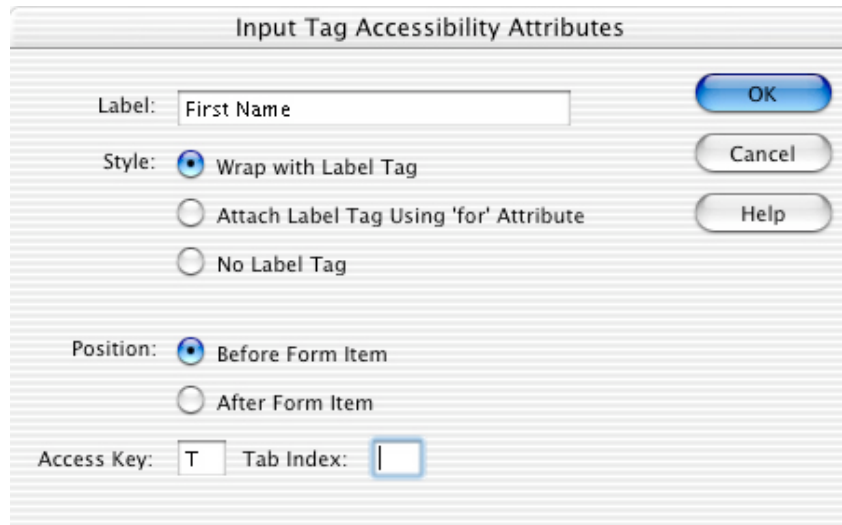 Input Tag Accessibility Attributes
Label: First Name
OK
Style: Wrap with Label Tag
Cancel
Attach Label Tag Using 'for' Attribute
Help
No Label Tag
Position: Before Form Item
After Form Item
Access Key: T Tab Index: